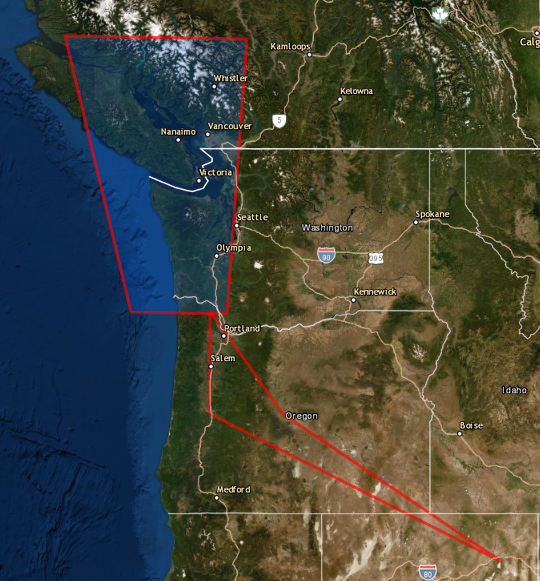 Kamloops
Calg
Whistler
Kelowna
5
Vancouver
Nanaimo
Victoria
Seattle
Spokane
Washington
Olympia
90
395
Kennewick
Portland
Salem
Idaho
Oregon
Boise
Medford
80